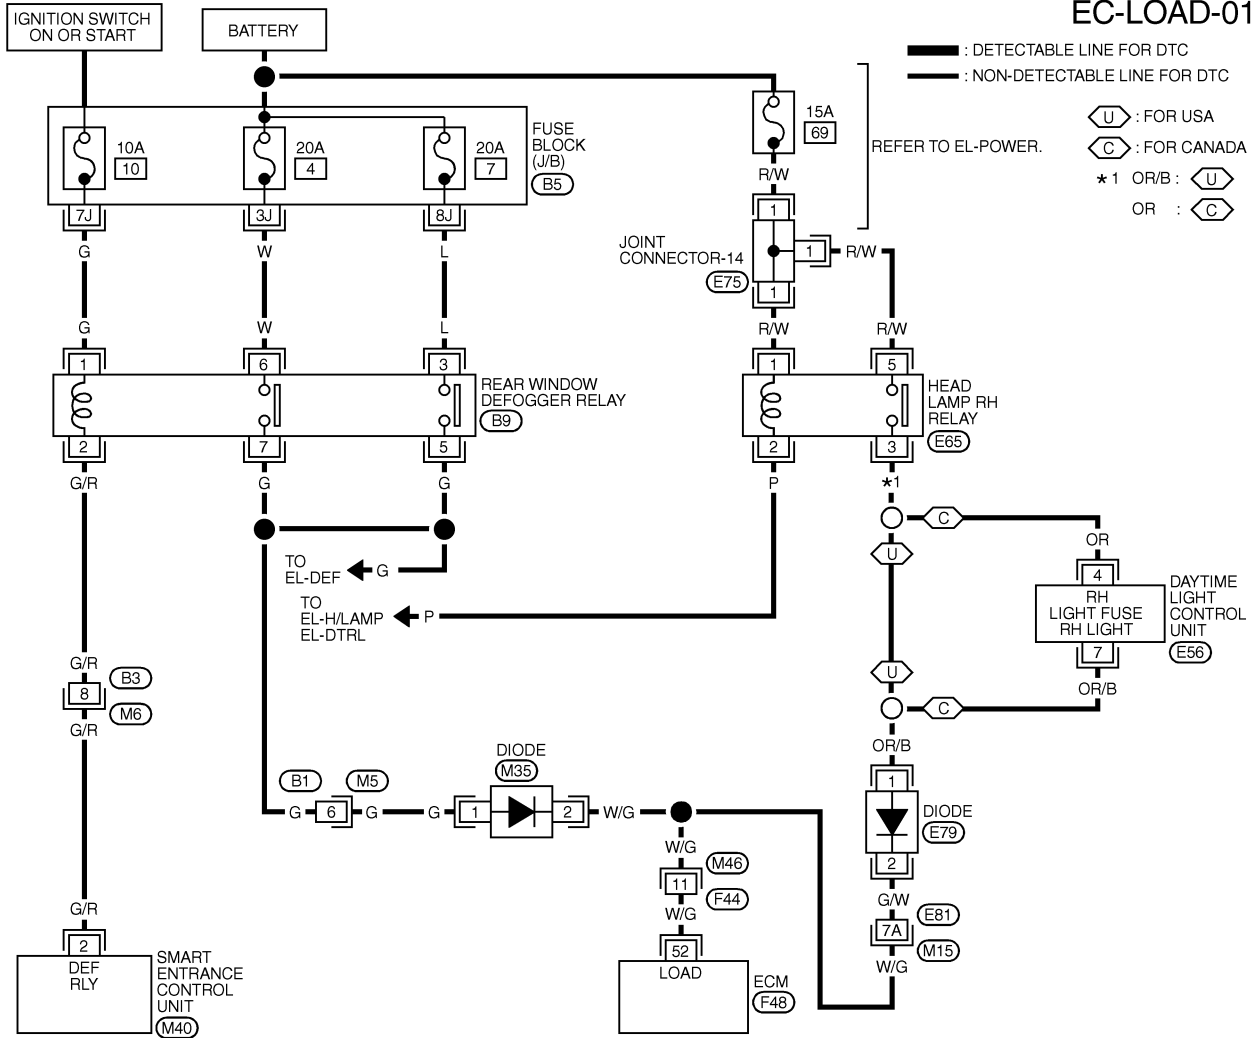 EC-LOAD-01
IGNITION SWITCH
ON OR START
BATTERY
: DETECTABLE LINE FOR DTC
: NON-DETECTABLE LINE FOR DTC
U : FOR USA
C : FOR CANADA
*1 OR/B : U
OR : C
10A
10
20A
4
20A
7
FUSE
BLOCK
(J/B)
B5
15A
69
REFER TO EL-POWER.
7J
3J
8J
R/W
1
G
W
L
JOINT
CONNECTOR-14
E75
1
R/W
1
G
W
L
R/W
R/W
1
6
3
1
5
REAR WINDOW
DEFOGGER RELAY
B9
HEAD
LAMP RH
RELAY
E65
2
7
5
2
3
G/R
G
G
P
*1
C
U
OR
4
TO
EL-DEF
G
TO
EL-H/LAMP
EL-DTRL
P
RH
LIGHT FUSE
RH LIGHT
DAYTIME
LIGHT
CONTROL
UNIT
E56
7
OR/B
G/R
8
B3
M6
G/R
U
C
OR/B
DIODE
M35
B1
M5
G
6
G
G
1
2
W/G
1
DIODE
E79
2
W/G
11
M46
F44
W/G
G/W
7A
E81
M15
W/G
G/R
2
DEF
RLY
SMART
ENTRANCE
CONTROL
UNIT
M40
52
LOAD
ECM
F48